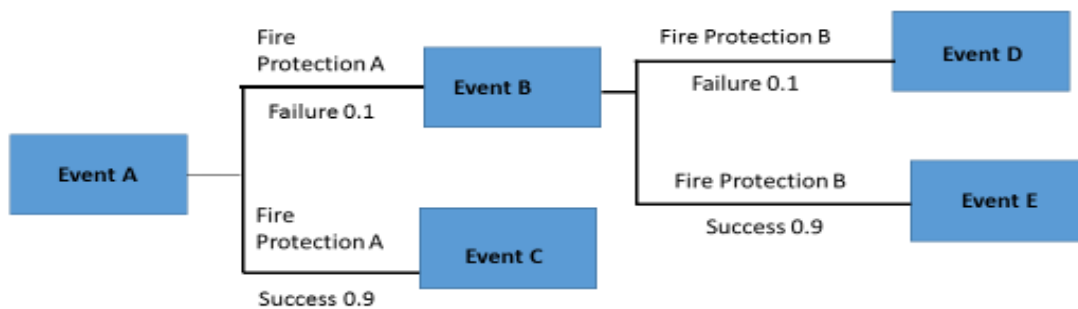 Fire
Protection A
Failure 0.1
Event A
Fire
Protection A
Success 0.9
Event B
Event C
Fire Protection B
Failure 0.1
Fire Protection B
Success 0.9
Event D
Event E